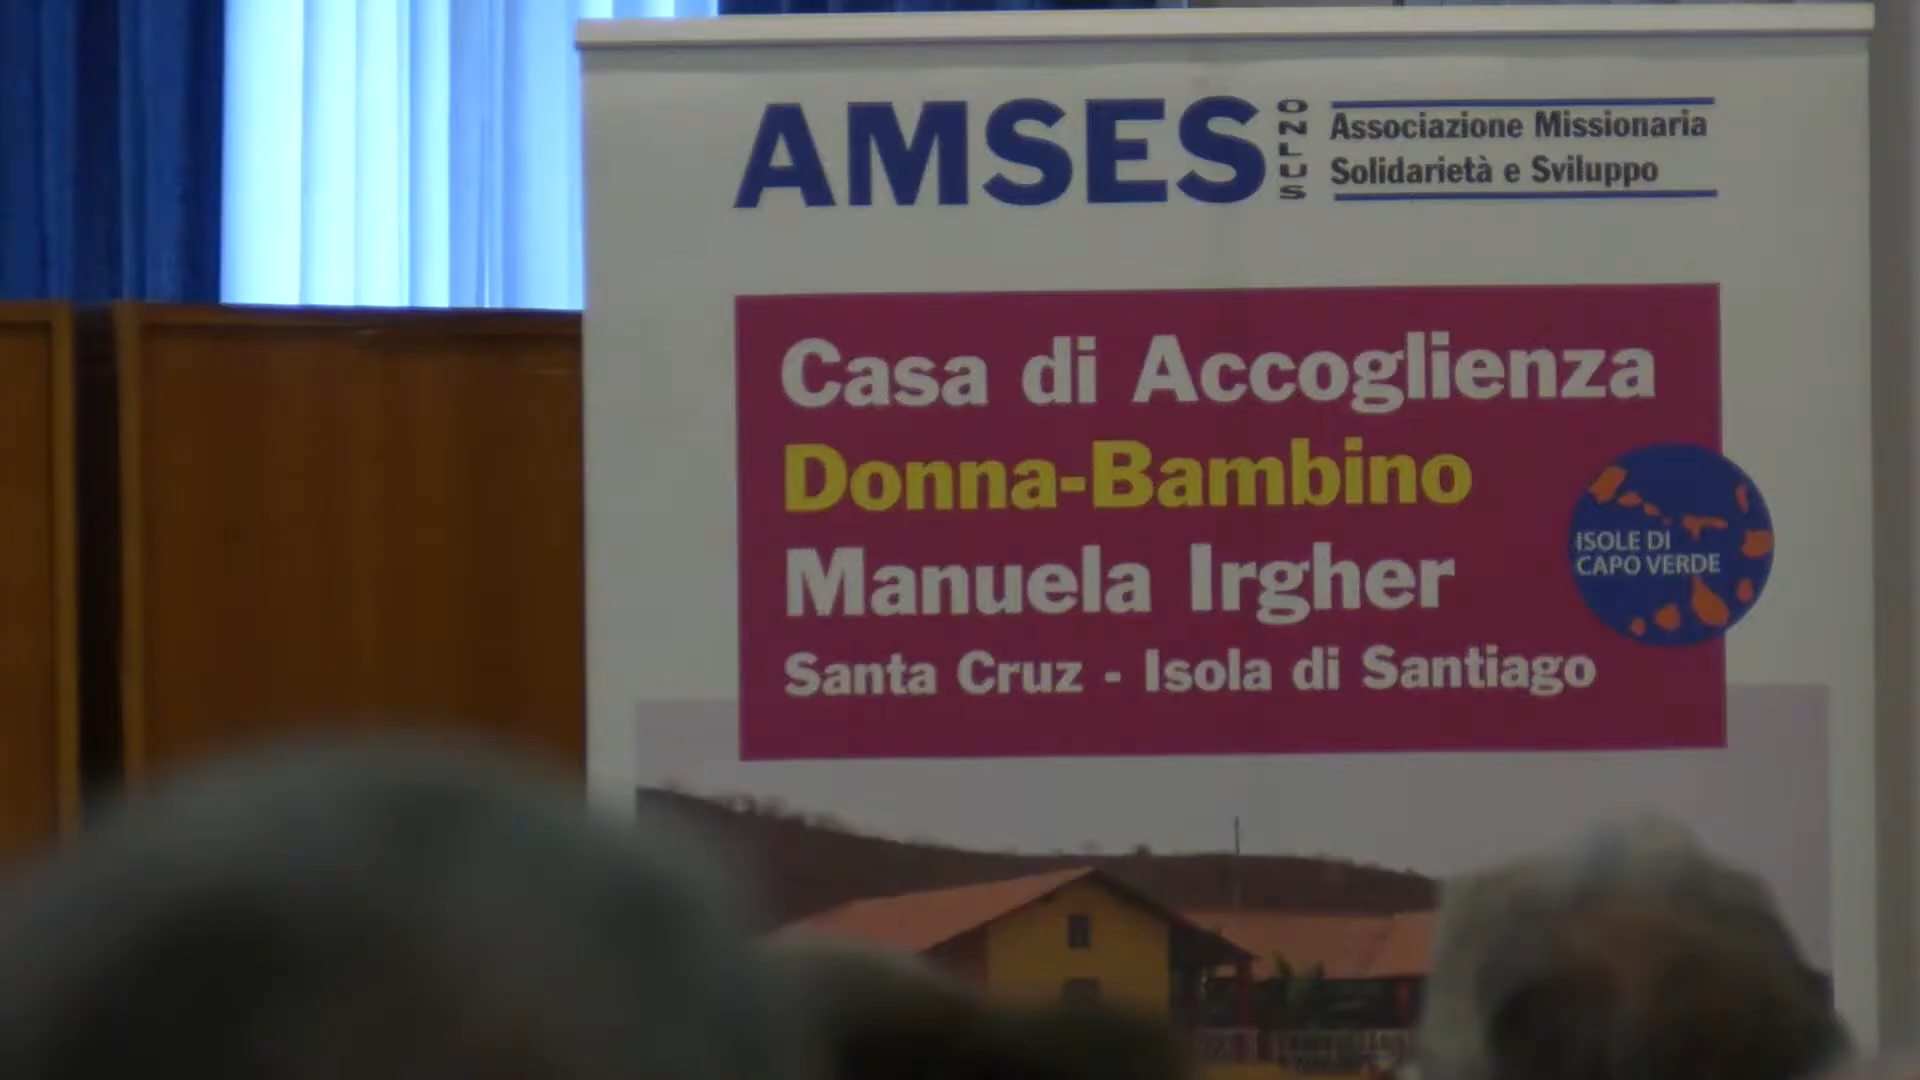 AMSES
ONLUS
Associazione Missionaria
Solidarietà e Sviluppo
Casa di Accoglienza
Donna-Bambino
Manuela Irgher
Santa Cruz - Isola di Santiago
ISOLE DI
CAPO VERDE